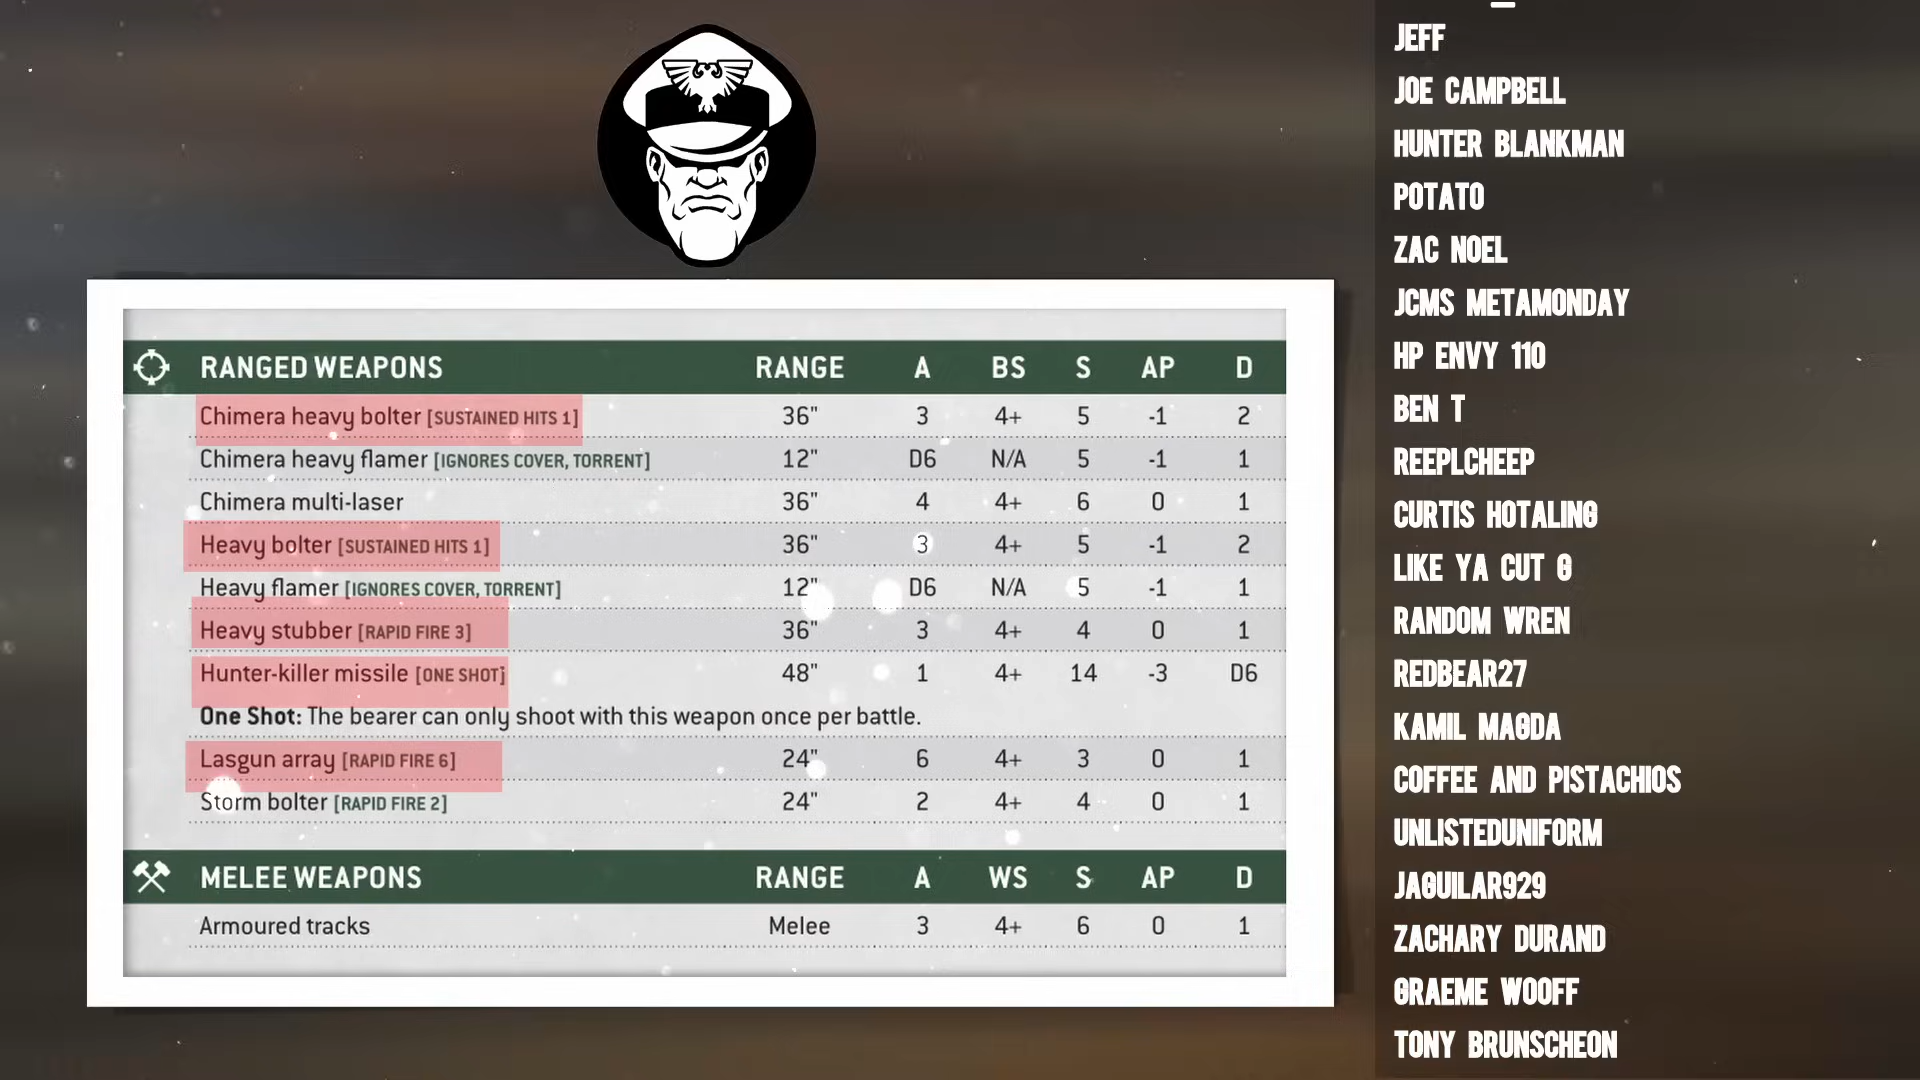 RANGED WEAPONS RANGE A BS S AP D
Chimera heavy bolter [SUSTAINED HITS 1] 36" 3 4+ 5 -1 2
Chimera heavy flamer [IGNORES COVER, TORRENT] 12" D6 N/A 5 -1 1
Chimera multi-laser 36" 4 4+ 6 0 1
Heavy bolter [SUSTAINED HITS 1] 36" 3 4+ 5 -1 2
Heavy flamer [IGNORES COVER, TORRENT] 12" D6 N/A 5 -1 1
Heavy stubber [RAPID FIRE 3] 36" 3 4+ 4 0 1
Hunter-killer missile [ONE SHOT] 48" 1 4+ 14 -3 D6
One Shot: The bearer can only shoot with this weapon once per battle.
Lasgun array [RAPID FIRE 6] 24" 6 4+ 3 0 1
Storm bolter [RAPID FIRE 2] 24" 2 4+ 4 0 1
MELEE WEAPONS RANGE A WS S AP D
Armoured tracks Melee 3 4+ 6 0 1
JEFF
JOE CAMPBELL
HUNTER BLANKMAN
POTATO
ZAC NOEL
JCMS METAMONDAY
HP ENVY 110
BEN T
REEPLCHEEP
CURTIS HOTALING
LIKE YA CUT G
RANDOM WREN
REDBEAR27
KAMIL MAGDA
COFFEE AND PISTACHIOS
UNLISTEDUNIFORM
JAGUILAR929
ZACHARY DURAND
GRAEME WOOFF
TONY BRUNSCHEON